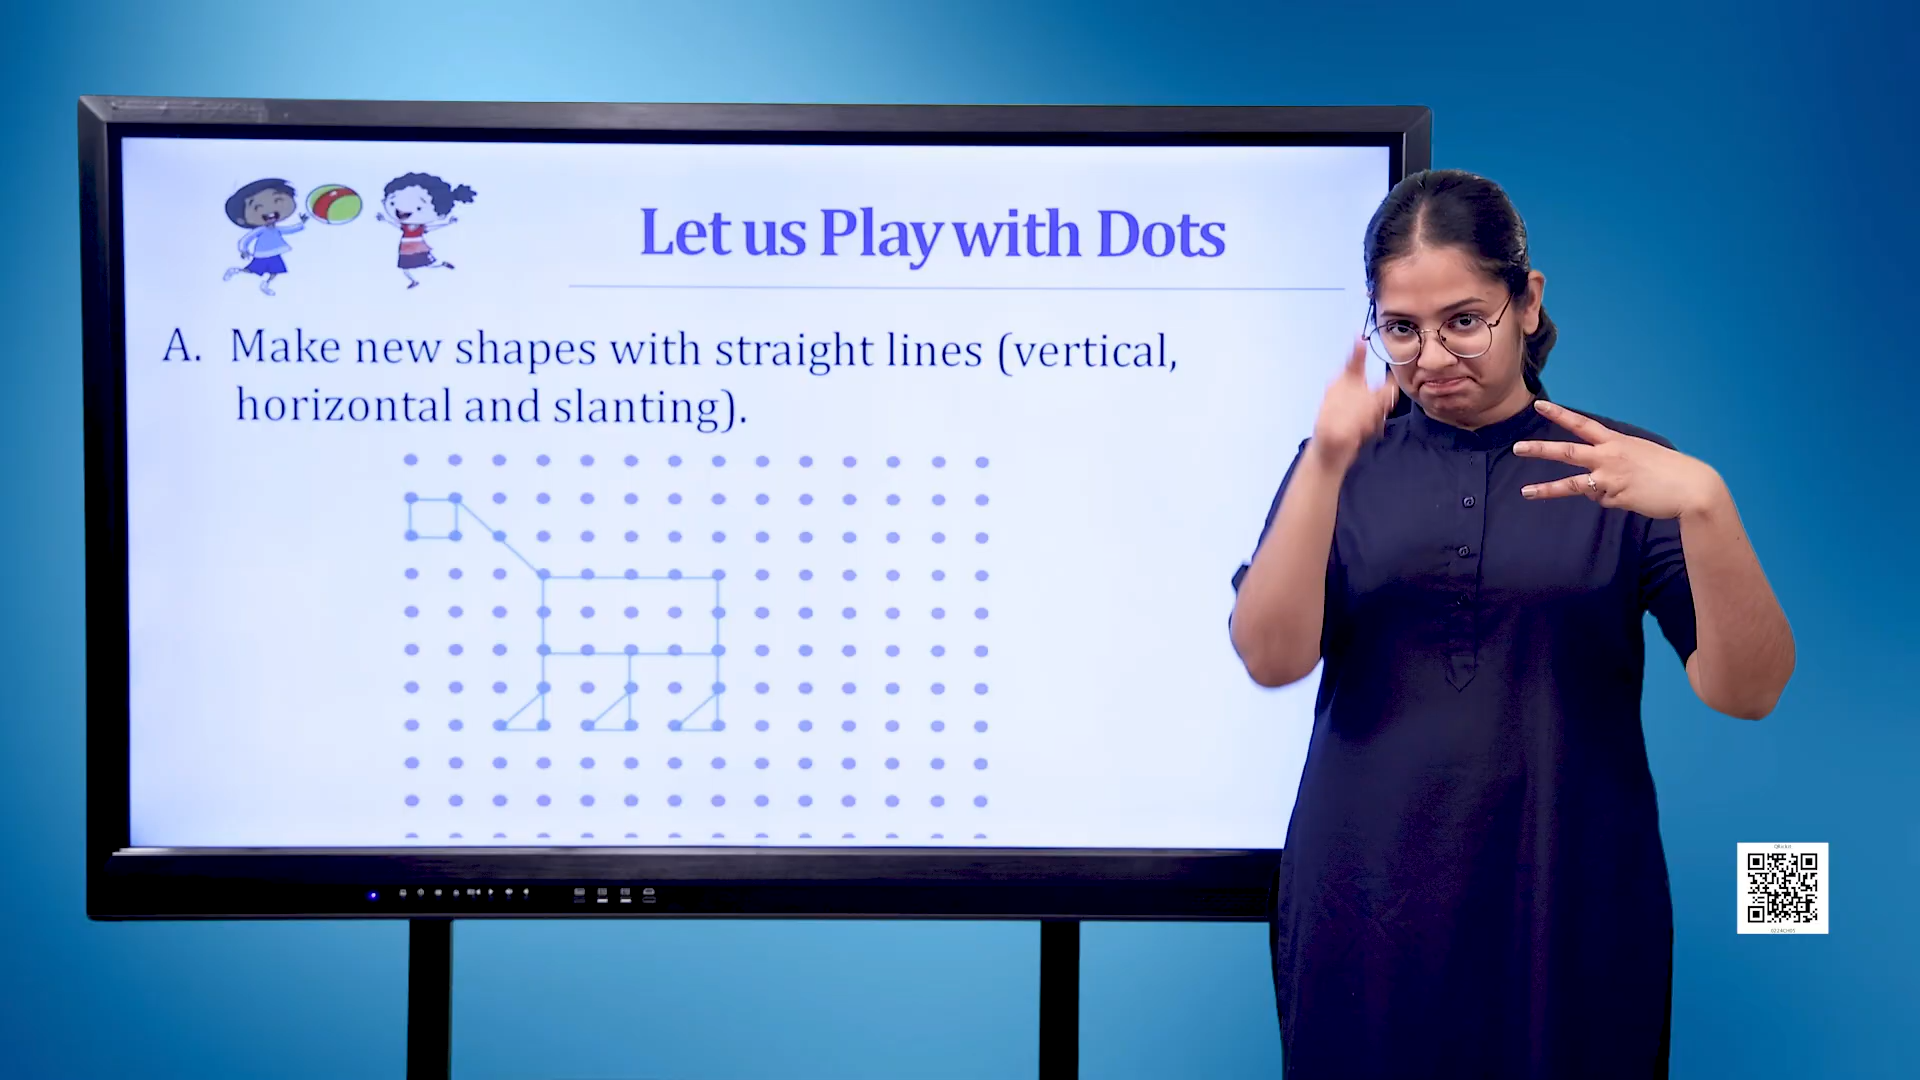 Let us Play with Dots
A. Make new shapes with straight lines (vertical,
horizontal and slanting).